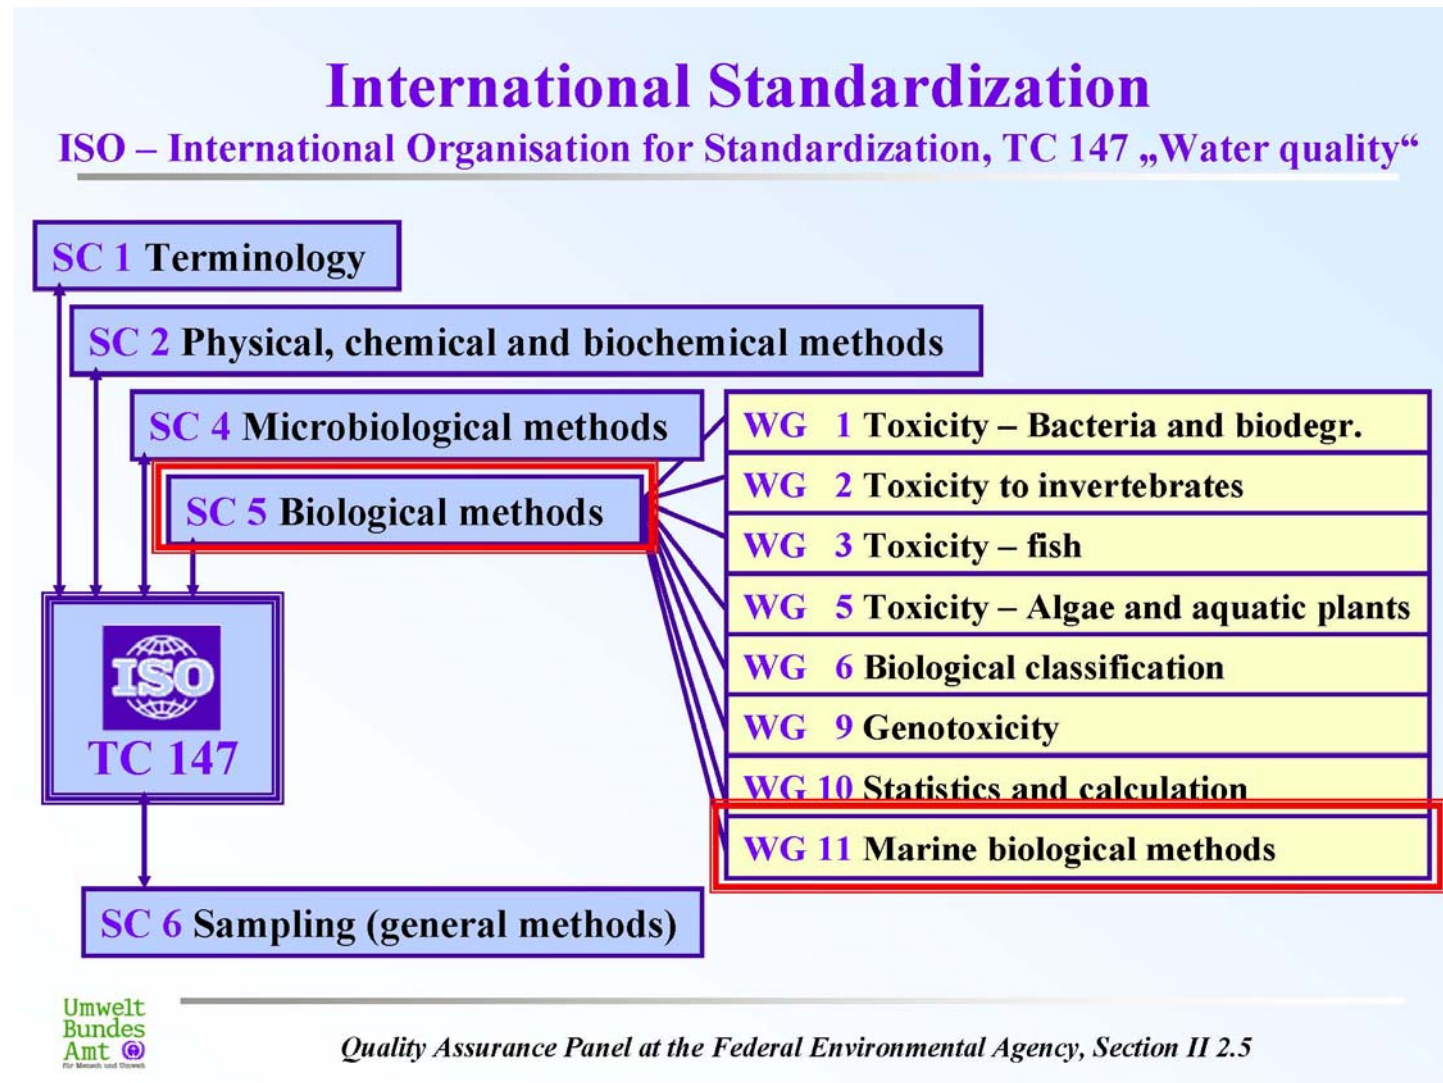 International Standardization
ISO – International Organisation for Standardization, TC 147 „Water quality“
SC 1 Terminology
SC 2 Physical, chemical and biochemical methods
SC 4 Microbiological methods
SC 5 Biological methods
WG 1 Toxicity – Bacteria and biodegr.
WG 2 Toxicity to invertebrates
WG 3 Toxicity – fish
WG 5 Toxicity – Algae and aquatic plants
WG 6 Biological classification
WG 9 Genotoxicity
WG 10 Statistics and calculation
WG 11 Marine biological methods
ISO
TC 147
SC 6 Sampling (general methods)
Umwelt
Bundes
Amt
Für Mensch und Umwelt
Quality Assurance Panel at the Federal Environmental Agency, Section II 2.5